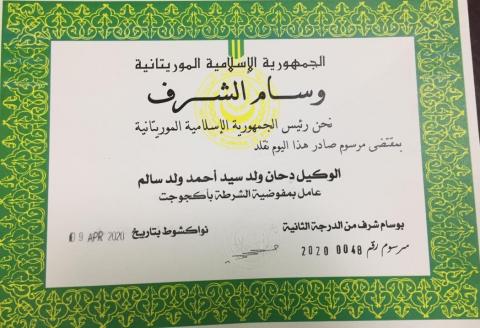 الجمهورية الإسلامية الموريتانية
وسام الشرف
نحن رئيس الجمهورية الإسلامية الموريتانية
بمقتضى مرسوم صادر هذا اليوم نقلد
الوكيل دحان ولد سيد أحمد ولد سالم
عامل بمفوضية الشرطة بأكجوجت
بوسام شرف من الدرجة الثانية
نواكشوط بتاريخ 09 APR 2020
مرسوم رقم 0048 2020